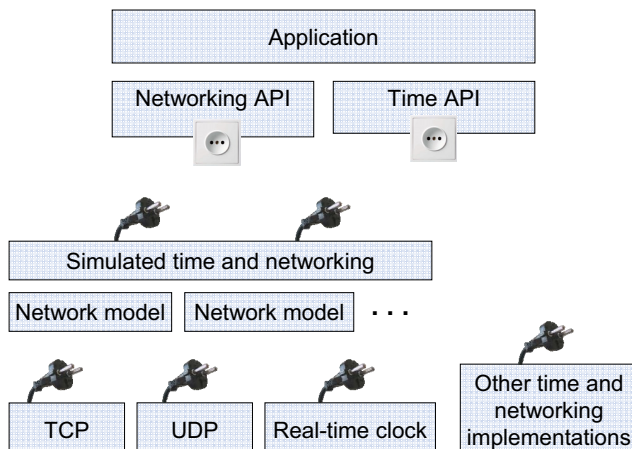 Application
Networking API
Time API
Simulated time and networking
Network model
Network model
. . .
TCP
UDP
Real-time clock
Other time and
networking
implementations